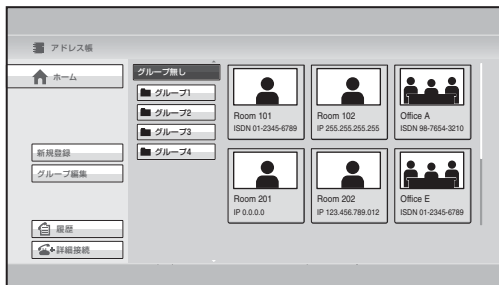 アドレス帳
ホーム
新規登録
グループ編集
履歴
詳細接続
グループ無し
グループ1
グループ2
グループ3
グループ4
Room 101
ISDN 01-2345-6789
Room 102
IP 255.255.255.255
Office A
ISDN 98-7654-3210
Room 201
IP 0.0.0.0
Room 202
IP 123.456.789.012
Office E
ISDN 01-2345-6789